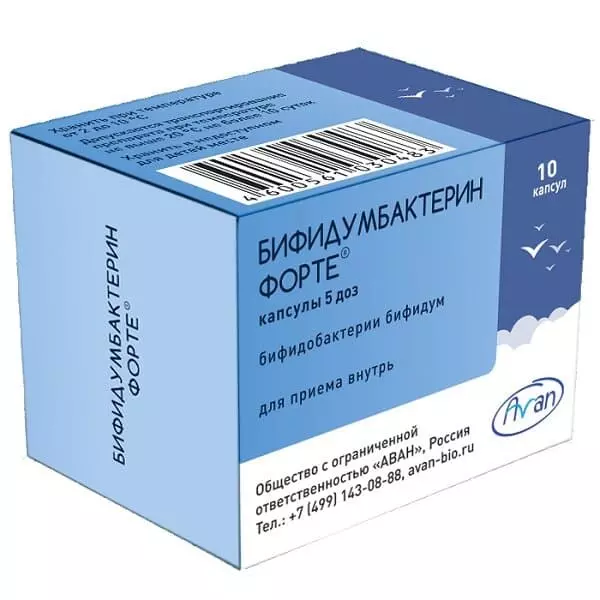 Хранить при температуре
от 2 до 10 °С
Допускается транспортирование
препарата при температуре
не выше 20 °С не более 10 суток
Хранить в недоступном
для детей месте
4600561030483
10
капсул
БИФИДУМБАКТЕРИН
ФОРТЕ®
капсулы 5 доз
бифидобактерии бифидум
для приема внутрь
Avan
Общество с ограниченной
ответственностью «АВАН», Россия
Тел.: +7 (499) 143-08-88, avan-bio.ru
БИФИДУМБАКТЕРИН
ФОРТЕ®